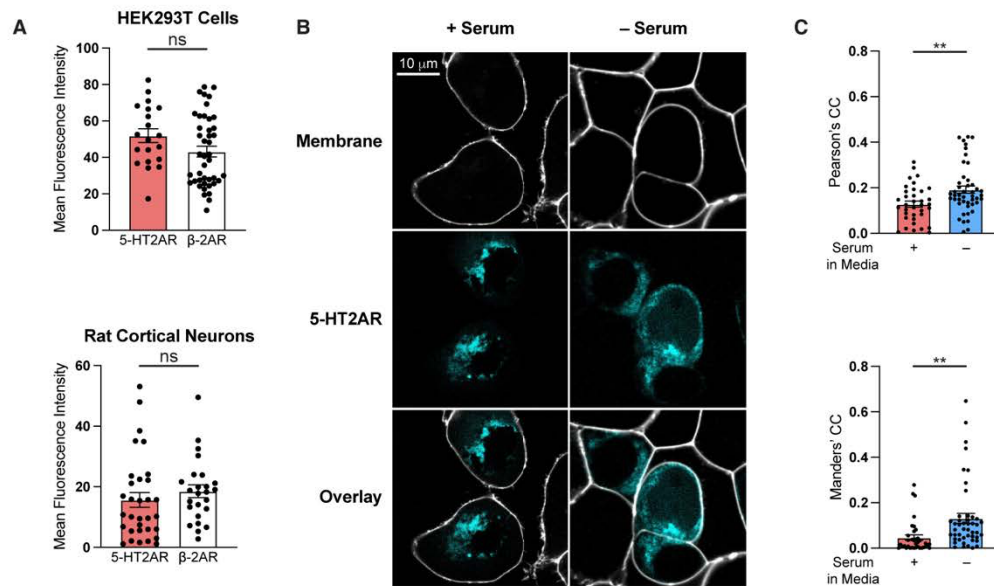 A
HEK293T Cells
ns
Mean Fluorescence Intensity
100
80
60
40
20
0
5-HT2AR
β-2AR
Rat Cortical Neurons
ns
Mean Fluorescence Intensity
60
40
20
0
5-HT2AR
β-2AR
B
+ Serum
– Serum
10 μm
Membrane
5-HT2AR
Overlay
C
**
Pearson's CC
0.8
0.6
0.4
0.2
0.0
Serum
in Media
+
–
**
Manders' CC
0.8
0.6
0.4
0.2
0.0
Serum
in Media
+
–